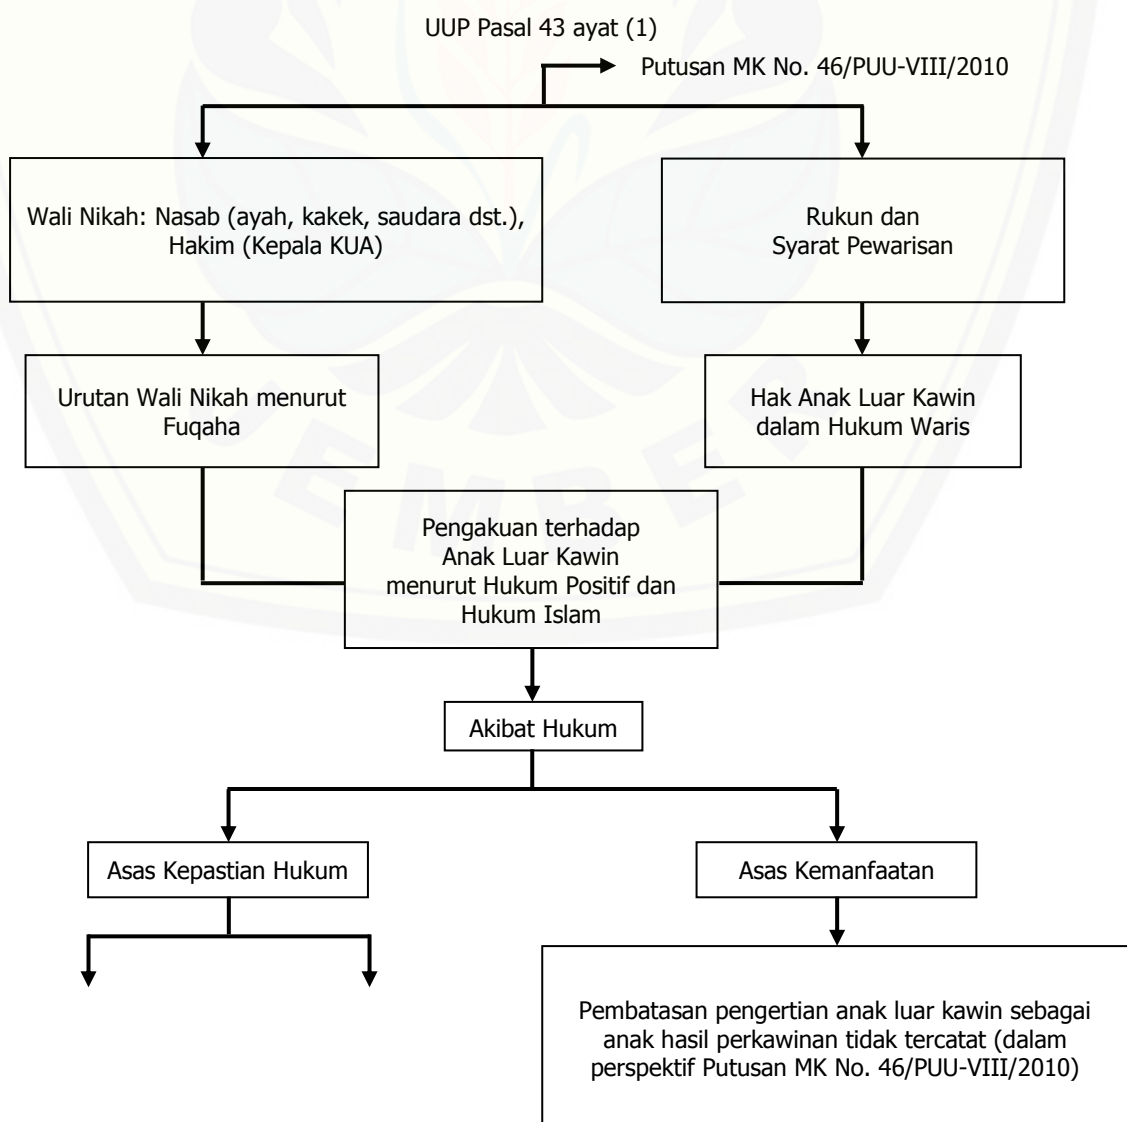 UUP Pasal 43 ayat (1)
Putusan MK No. 46/PUU-VIII/2010
Wali Nikah: Nasab (ayah, kakek, saudara dst.),
Hakim (Kepala KUA)
Rukun dan
Syarat Pewarisan
Urutan Wali Nikah menurut
Fuqaha
Hak Anak Luar Kawin
dalam Hukum Waris
Pengakuan terhadap
Anak Luar Kawin
menurut Hukum Positif dan
Hukum Islam
Akibat Hukum
Asas Kepastian Hukum
Asas Kemanfaatan
Pembatasan pengertian anak luar kawin sebagai
anak hasil perkawinan tidak tercatat (dalam
perspektif Putusan MK No. 46/PUU-VIII/2010)
JEMBER